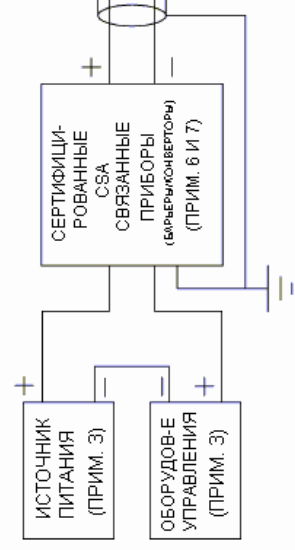 СЕРТИФИЦИ-
РОВАННЫЕ
CSA
СВЯЗАННЫЕ
ПРИБОРЫ
(БАРЬЕРЫ/КОНВЕРТОРЫ)
(ПРИМ. 6 И 7)
+
–
ИСТОЧНИК
ПИТАНИЯ
(ПРИМ. 3)
+
–
ОБОРУДОВ-Е
УПРАВЛЕНИЯ
(ПРИМ. 3)
–
+